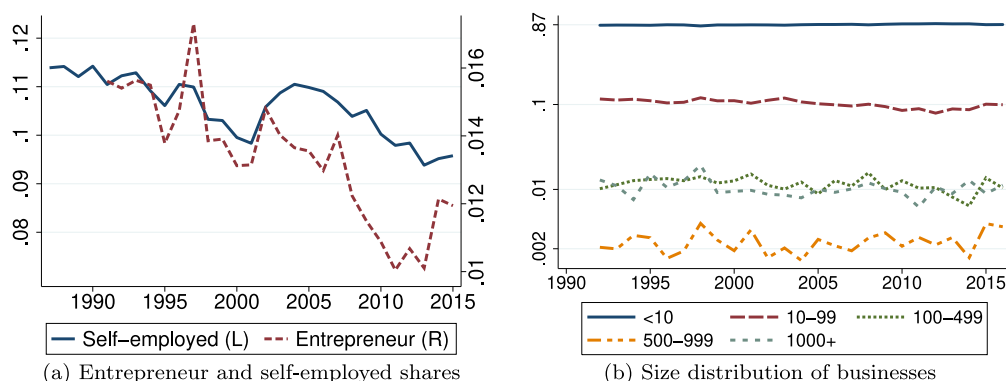 .12
.11
.1
.09
.08
.016
.014
.012
.01
1990 1995 2000 2005 2010 2015
Self−employed (L) Entrepreneur (R)
(a) Entrepreneur and self-employed shares
.87
.1
.01
.002
1990 1995 2000 2005 2010 2015
<10 10−99 100−499
500−999 1000+
(b) Size distribution of businesses